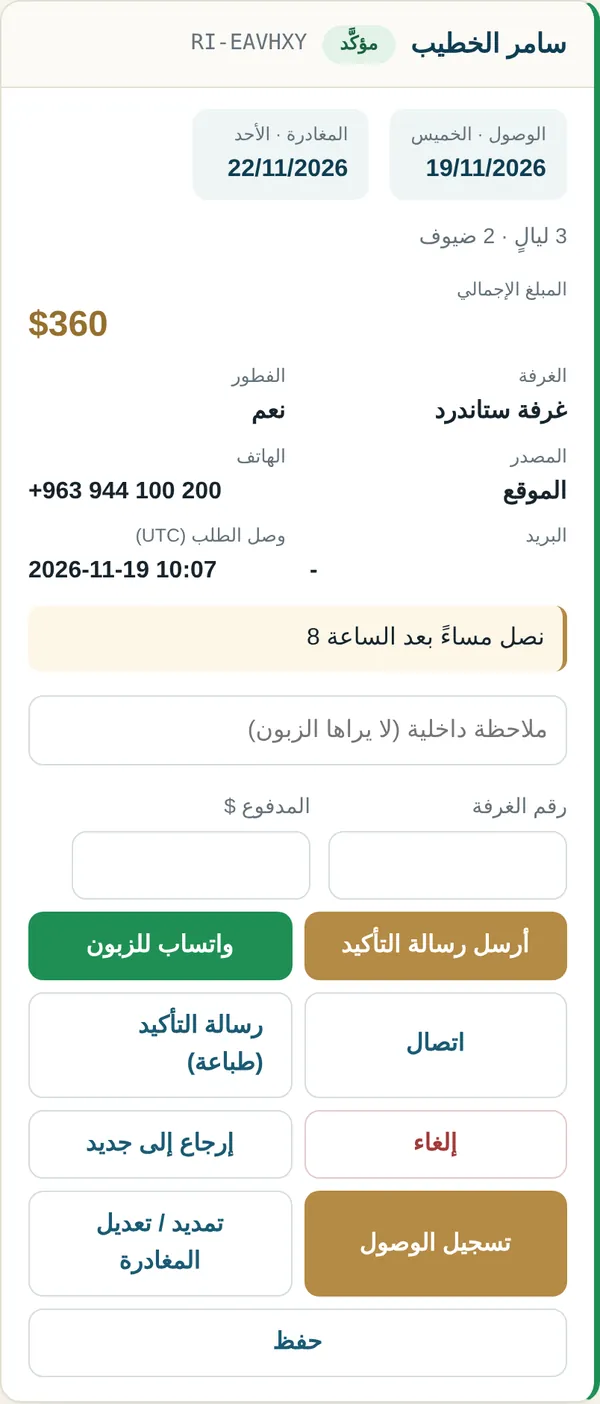 سامر الخطيب مؤكَّد RI-EAVHXY
الوصول · الخميس
19/11/2026
المغادرة · الأحد
22/11/2026
3 ليالٍ · 2 ضيوف
المبلغ الإجمالي
$360
الغرفة
غرفة ستاندرد
الفطور
نعم
المصدر
الموقع
الهاتف
+963 944 100 200
البريد
-
وصل الطلب (UTC)
2026-11-19 10:07
نصل مساءً بعد الساعة 8
ملاحظة داخلية (لا يراها الزبون)
رقم الغرفة
المدفوع $
أرسل رسالة التأكيد
واتساب للزبون
اتصال
رسالة التأكيد
(طباعة)
إلغاء
إرجاع إلى جديد
تسجيل الوصول
تمديد / تعديل
المغادرة
حفظ